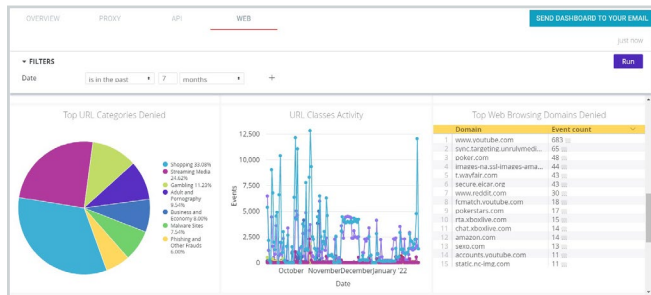 OVERVIEW PROXY API WEB
SEND DASHBOARD TO YOUR EMAIL
just now
FILTERS
Run
Date is in the past 7 months +
Top URL Categories Denied
Shopping 33.08%
Streaming Media
24.62%
Gambling 11.23%
Adult and
Pornography
9.54%
Business and
Economy 8.00%
Malware Sites
7.54%
Phishing and
Other Frauds
6.00%
URL Classes Activity
Events
12,500
10,000
7,500
5,000
2,500
0
October November December January '22
Date
Top Web Browsing Domains Denied
Domain Event count
1 www.youtube.com 683
2 sync.targeting.unrulymedi... 65
3 poker.com 48
4 images-na.ssl-images-ama... 44
5 t.wayfair.com 43
6 secure.eicar.org 43
7 www.reddit.com 30
8 fcmatch.youtube.com 18
9 pokerstars.com 17
10 rta.xboxlive.com 15
11 chat.xboxlive.com 14
12 amazon.com 14
13 sexo.com 13
14 accounts.youtube.com 11
15 static.nc-img.com 11